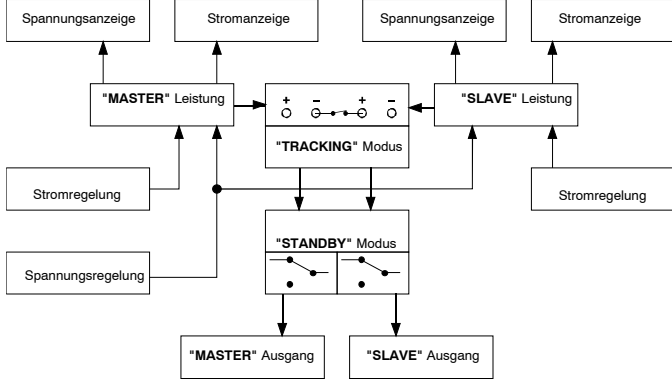 Spannungsanzeige
Stromanzeige
Spannungsanzeige
Stromanzeige
"MASTER" Leistung
+ − + −
"SLAVE" Leistung
"TRACKING" Modus
Stromregelung
Stromregelung
"STANDBY" Modus
Spannungsregelung
"MASTER" Ausgang
"SLAVE" Ausgang